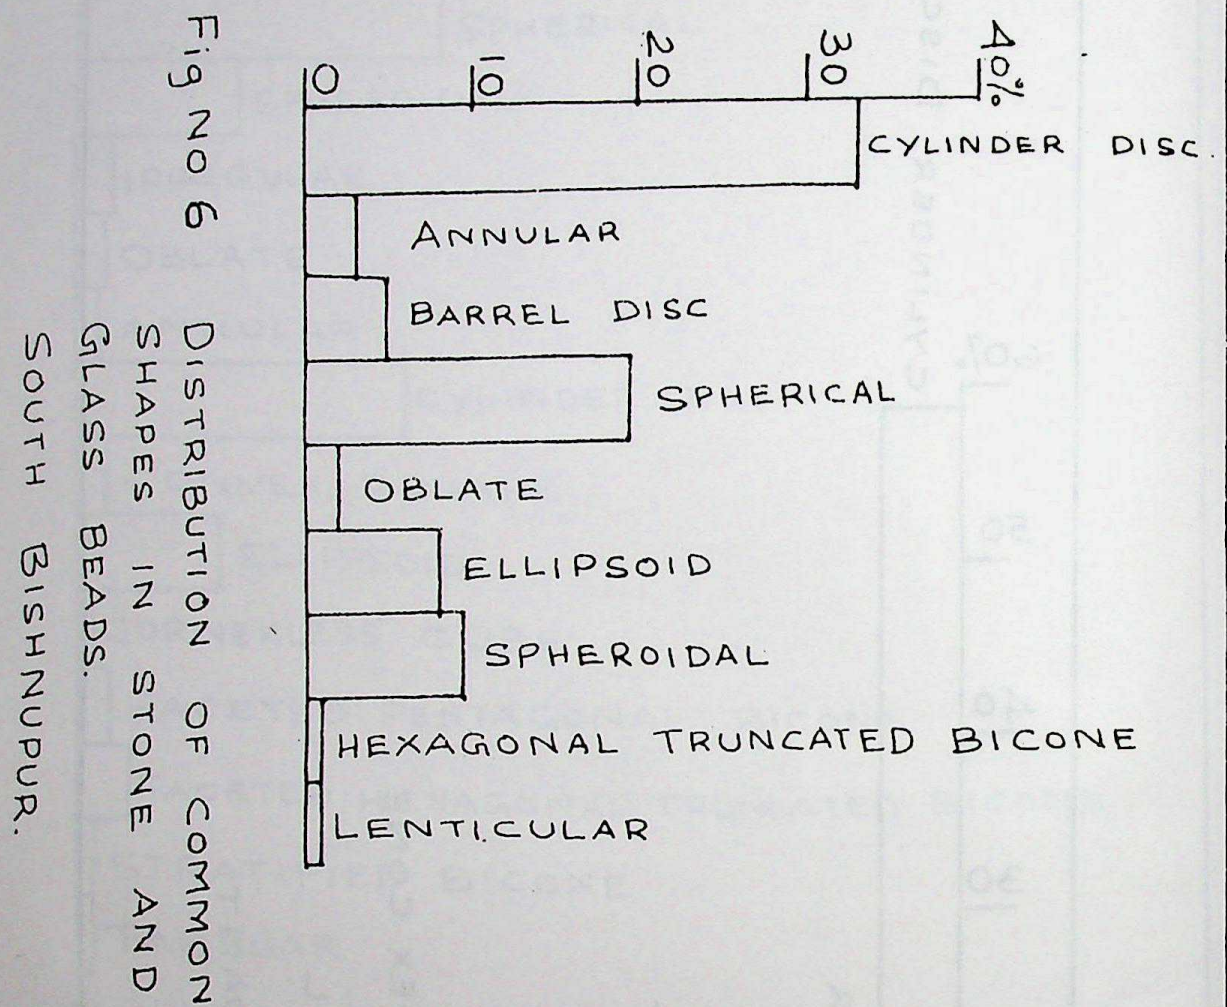 40%
30
20
10
0
CYLINDER DISC.
ANNULAR
BARREL DISC
SPHERICAL
OBLATE
ELLIPSOID
SPHEROIDAL
HEXAGONAL TRUNCATED BICONE
LENTICULAR
Fig No 6 DISTRIBUTION OF COMMON
SHAPES IN STONE AND
GLASS BEADS.
SOUTH BISHNUPUR.